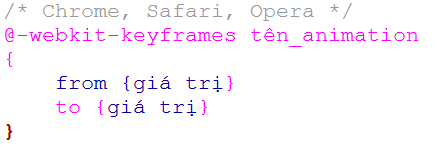 /* Chrome, Safari, Opera */
@-webkit-keyframes tên_animation
{
from {giá trị}
to {giá trị}
}